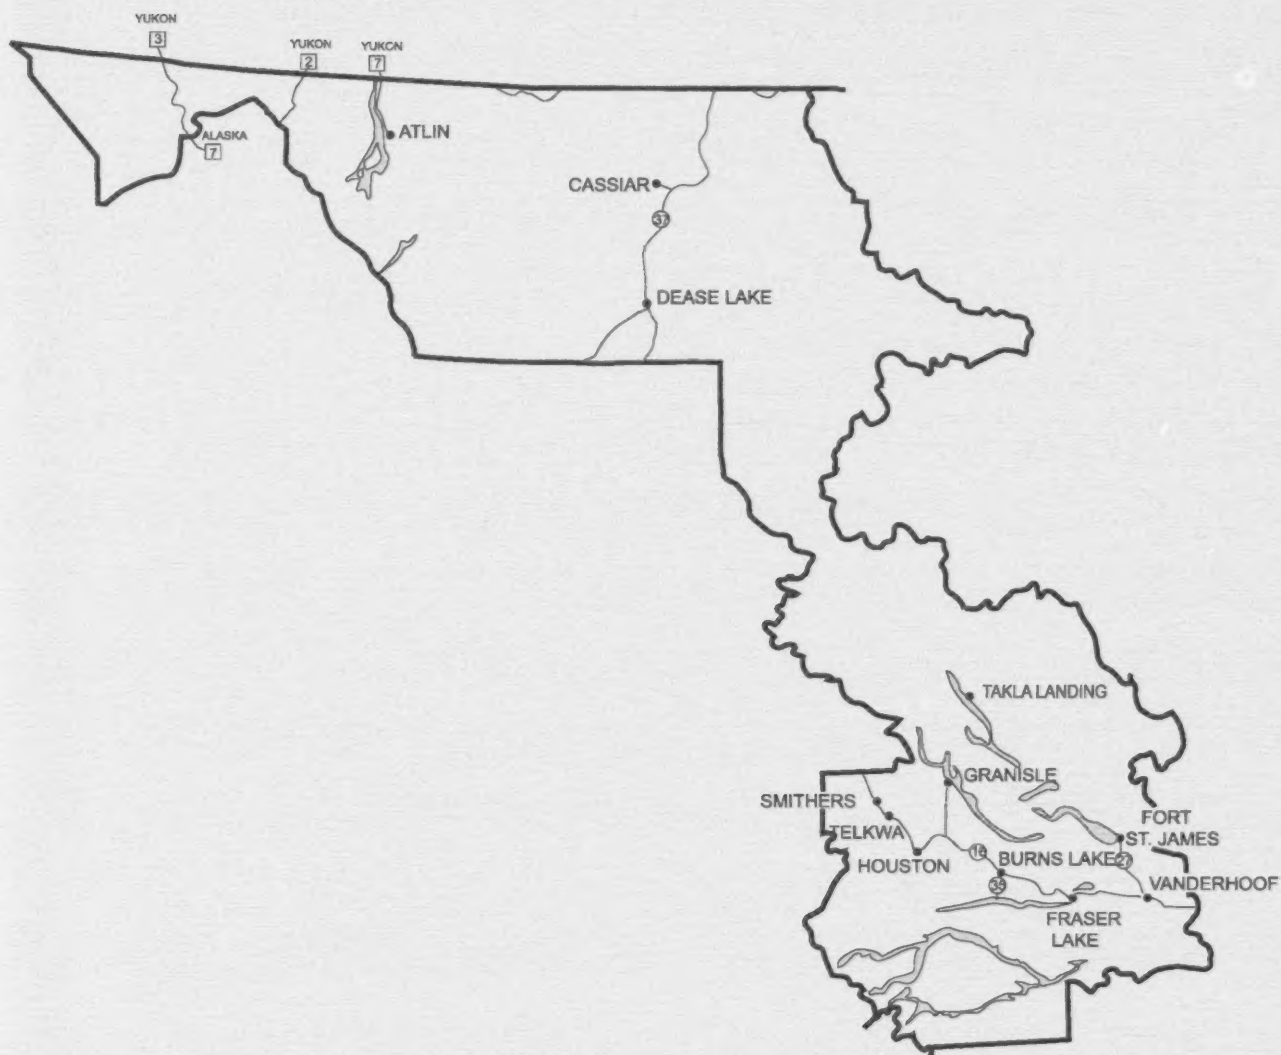 YUKON
3
YUKON
2
YUKON
7
ALASKA
7
ATLIN
CASSIAR
37
DEASE LAKE
TAKLA LANDING
GRANISLE
SMITHERS
TELKWA
HOUSTON
16
BURNS LAKE
35
FORT
ST. JAMES
27
VANDERHOOF
FRASER
LAKE